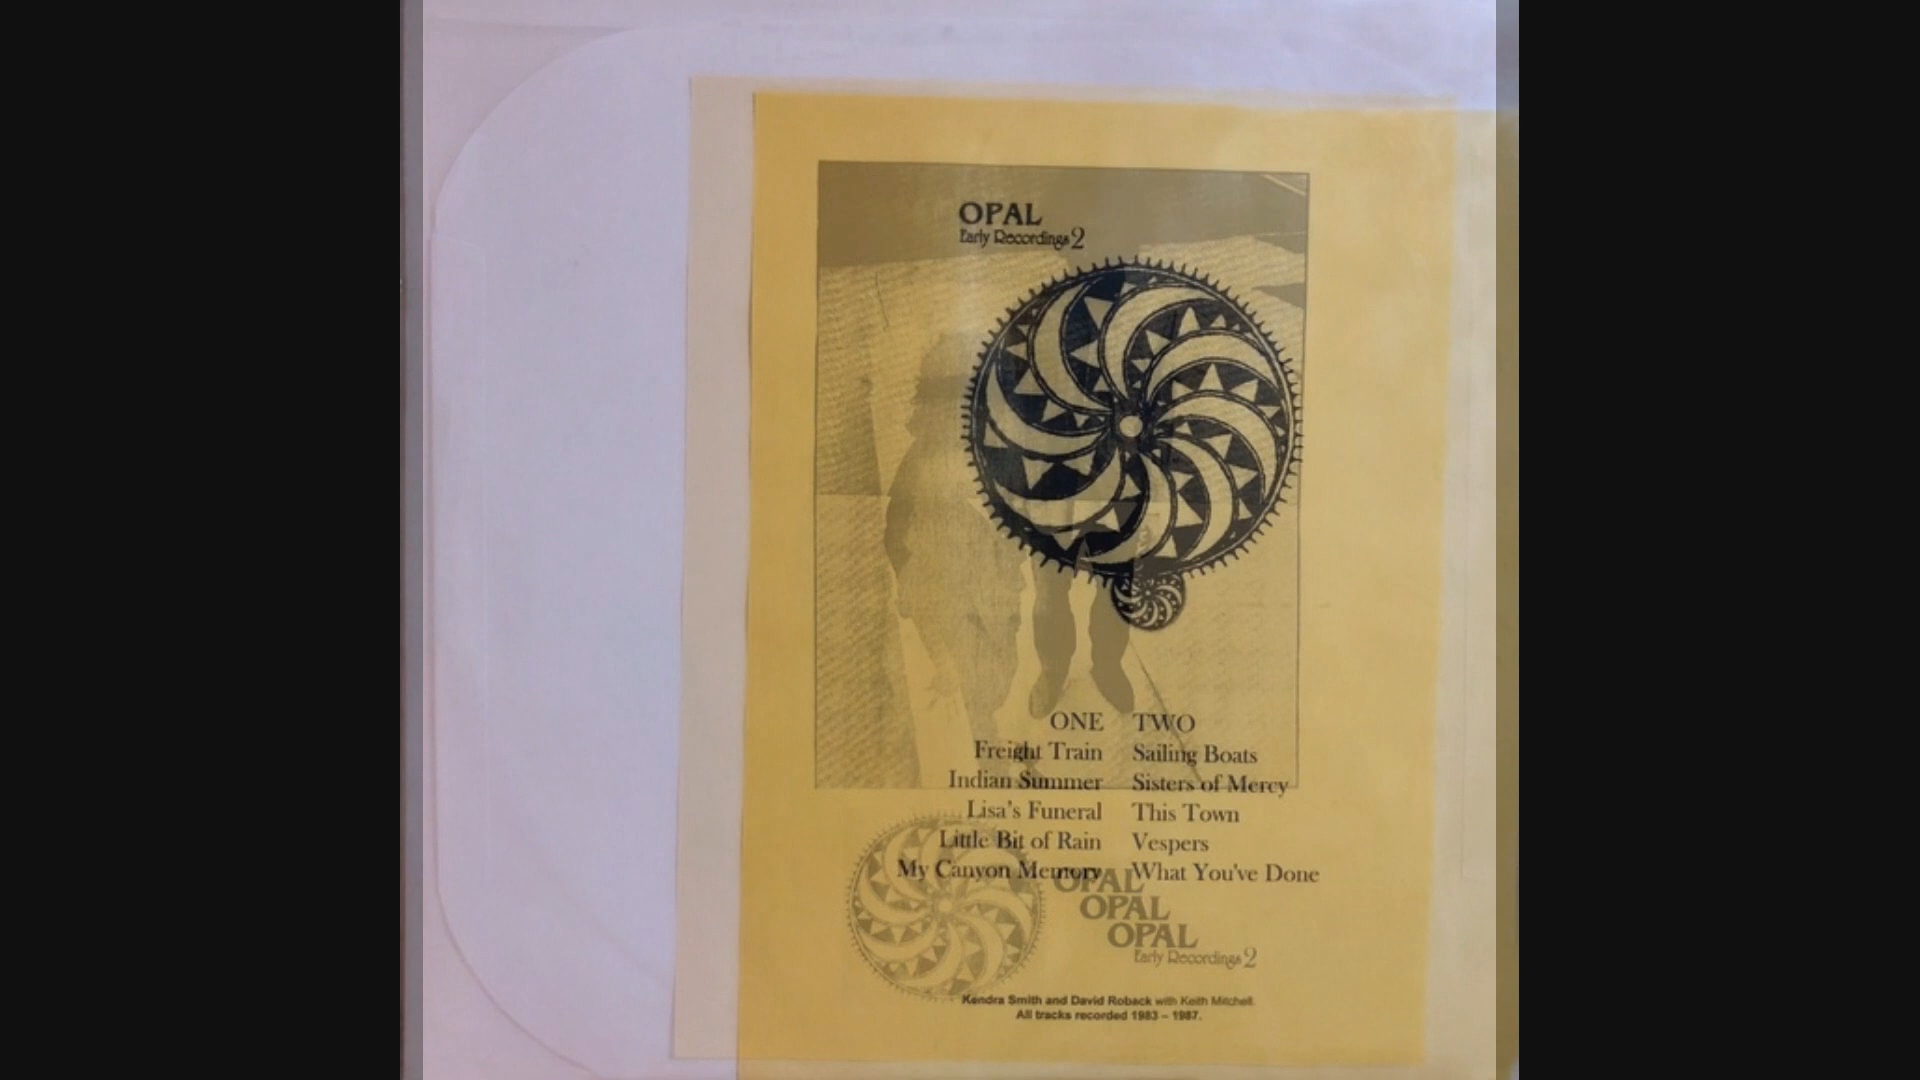 OPAL
Early Recordings 2
ONE TWO
Freight Train Sailing Boats
Indian Summer Sisters of Mercy
Lisa's Funeral This Town
Little Bit of Rain Vespers
My Canyon Memory What You've Done
OPAL
OPAL
OPAL
Early Recordings 2
Kendra Smith and David Roback with Keith Mitchell.
All tracks recorded 1983 – 1987.